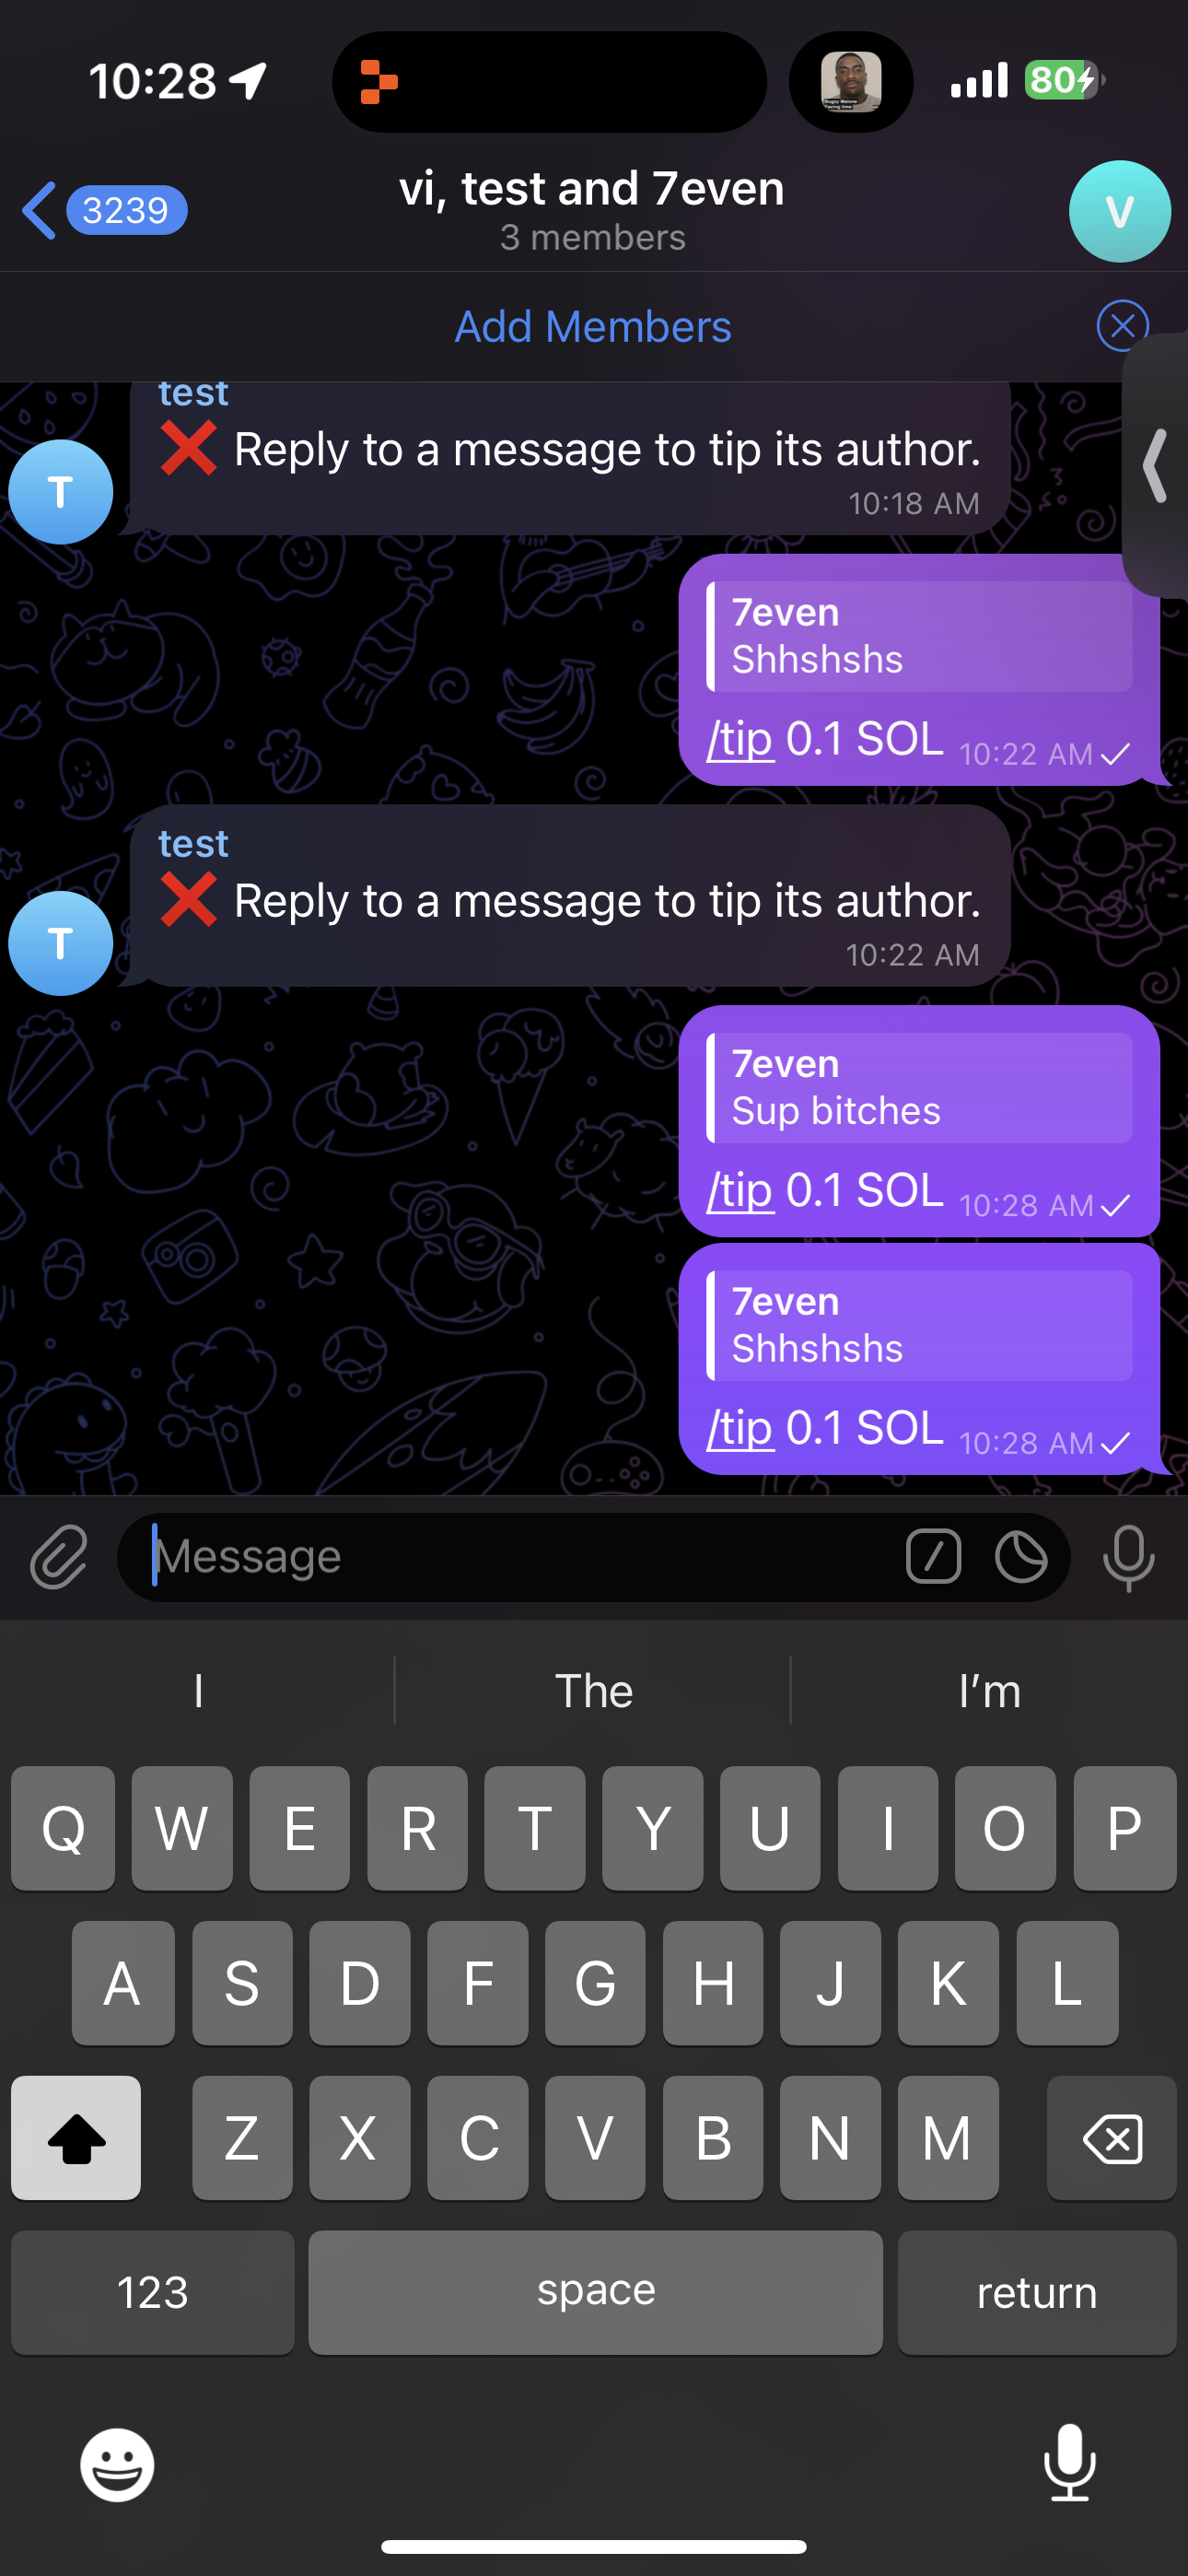 10:28
80
3239
vi, test and 7even
3 members
V
Add Members
test
❌ Reply to a message to tip its author.
10:18 AM
T
7even
Shhshshs
/tip 0.1 SOL 10:22 AM
test
❌ Reply to a message to tip its author.
10:22 AM
T
7even
Sup bitches
/tip 0.1 SOL 10:28 AM
7even
Shhshshs
/tip 0.1 SOL 10:28 AM
Message
I The I'm
Q W E R T Y U I O P
A S D F G H J K L
Z X C V B N M
123 space return